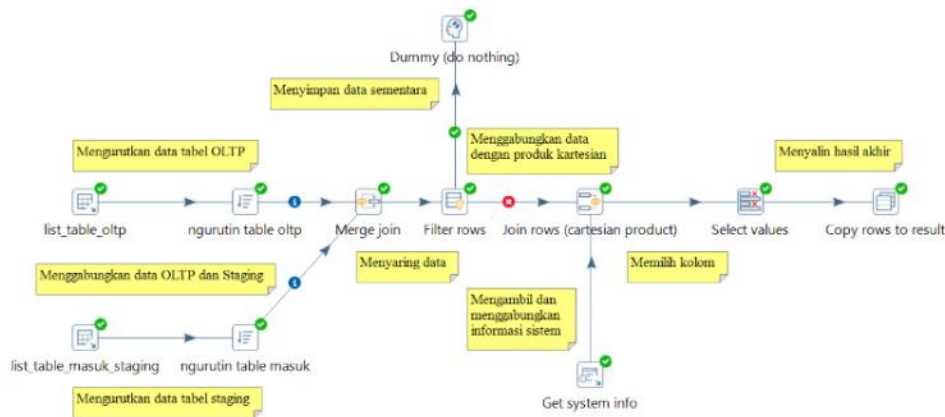 Dummy (do nothing)
Menyimpan data sementara
Mengurutkan data tabel OLTP
Menggabungkan data
dengan produk kartesian
Menyalin hasil akhir
list_table_oltp
ngurutin table oltp
Merge join
Filter rows
Join rows (cartesian product)
Select values
Copy rows to result
Menggabungkan data OLTP dan Staging
Menyaring data
Memilih kolom
Mengambil dan
menggabungkan
informasi sistem
list_table_masuk_staging
ngurutin table masuk
Mengurutkan data tabel staging
Get system info